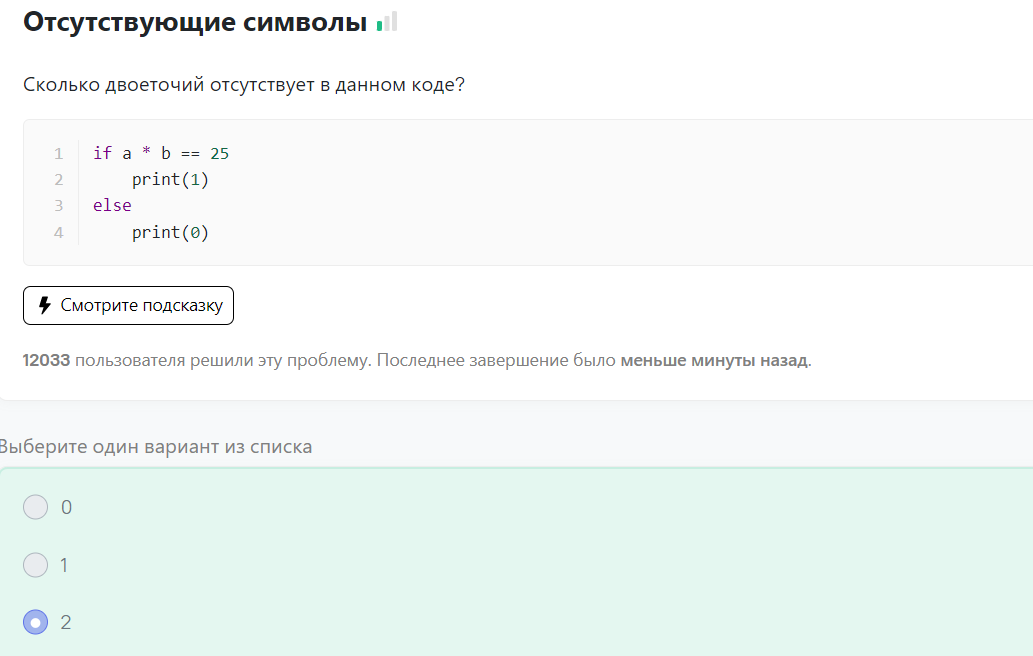 Отсутствующие символы
Сколько двоеточий отсутствует в данном коде?
1 if a * b == 25
2     print(1)
3 else
4     print(0)
Смотрите подсказку
12033 пользователя решили эту проблему. Последнее завершение было меньше минуты назад.
Выберите один вариант из списка
0
1
2